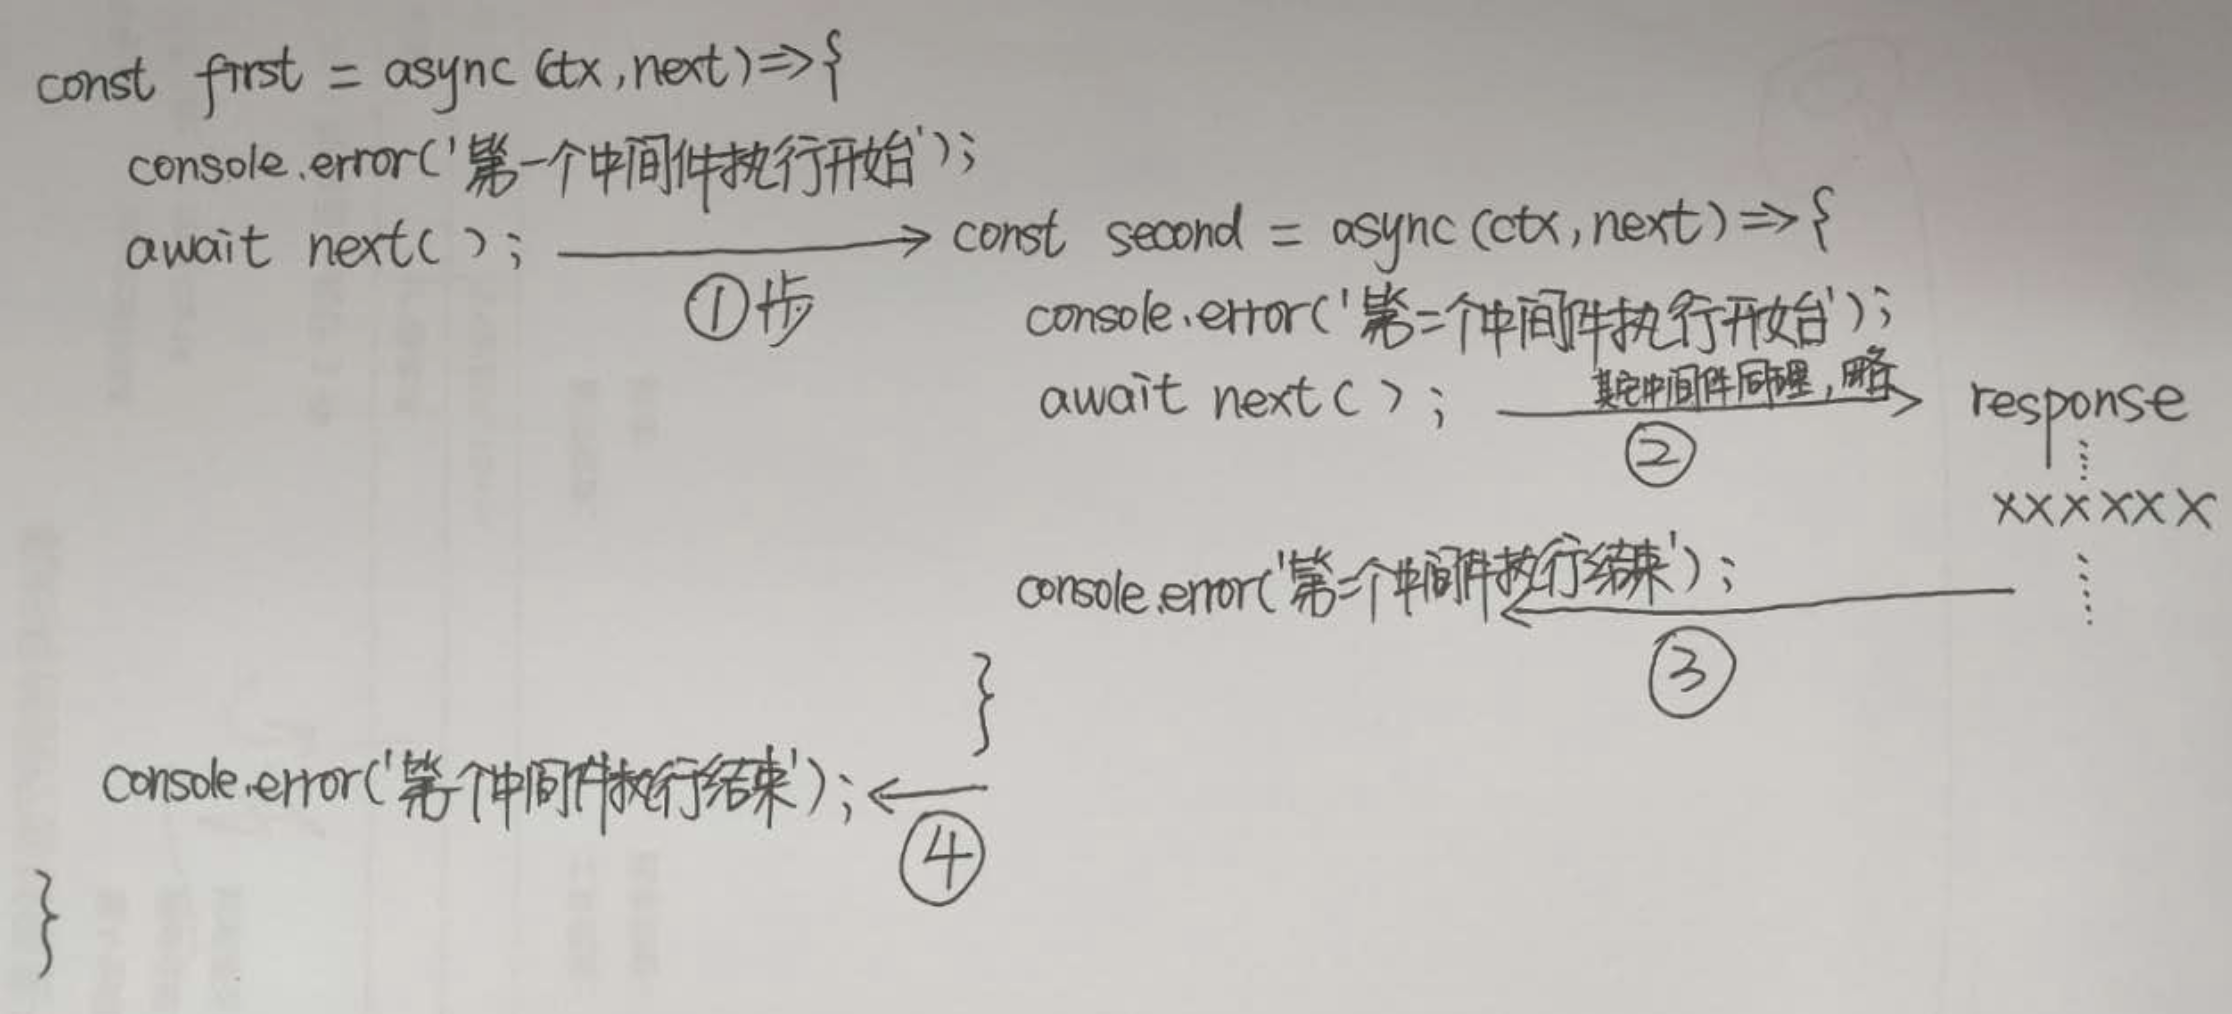 const first = async (ctx,next)=>{
console.error('第一个中间件执行开始');
await next( );
①步
const second = async (ctx,next)=>{
console.error('第二个中间件执行开始');
await next( );
其它中间件同理,略
②
response
xxxxxx
console.error('第二个中间件执行结束');
③
}
console.error('第一个中间件执行结束');
④
}